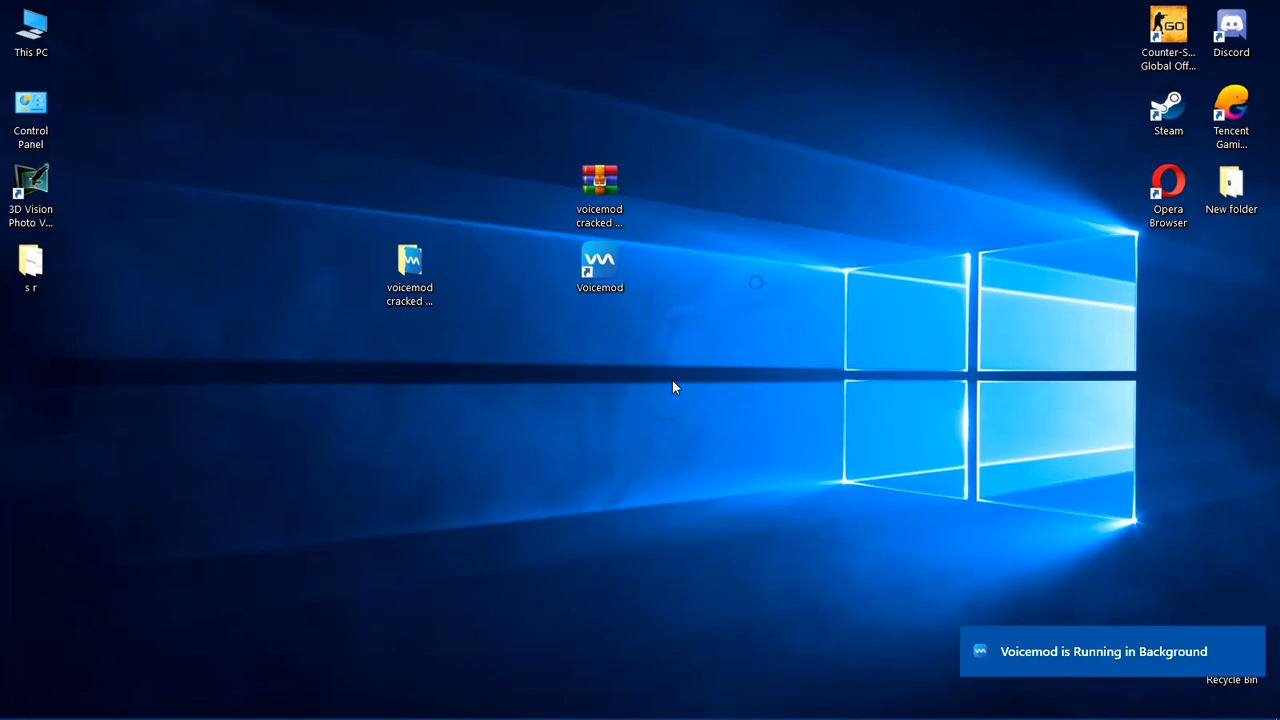 This PC
Control
Panel
3D Vision
Photo V...
s r
voicemod
cracked ...
voicemod
cracked ...
Voicemod
Counter-S...
Global Off...
GO
Discord
Steam
Tencent
Gami...
Opera
Browser
New folder
Voicemod is Running in Background
Recycle Bin